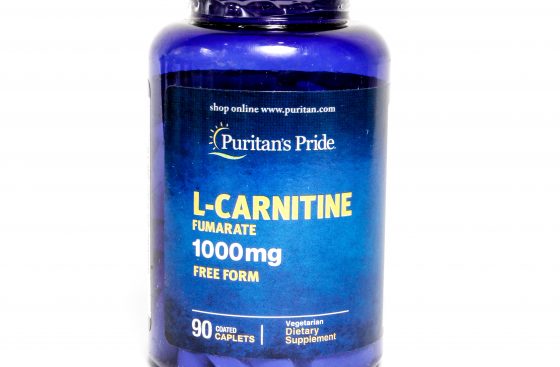 shop online www.puritan.com
Puritan's Pride
L-CARNITINE
FUMARATE
1000mg
FREE FORM
90 COATED CAPLETS
Vegetarian
Dietary
Supplement